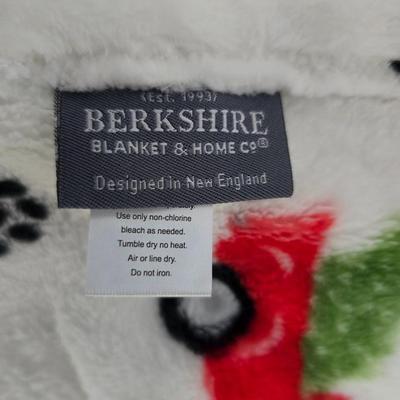 (Est. 1993)
BERKSHIRE
BLANKET & HOME Co®
Designed in New England
Use only non-chlorine
bleach as needed.
Tumble dry no heat.
Air or line dry.
Do not iron.